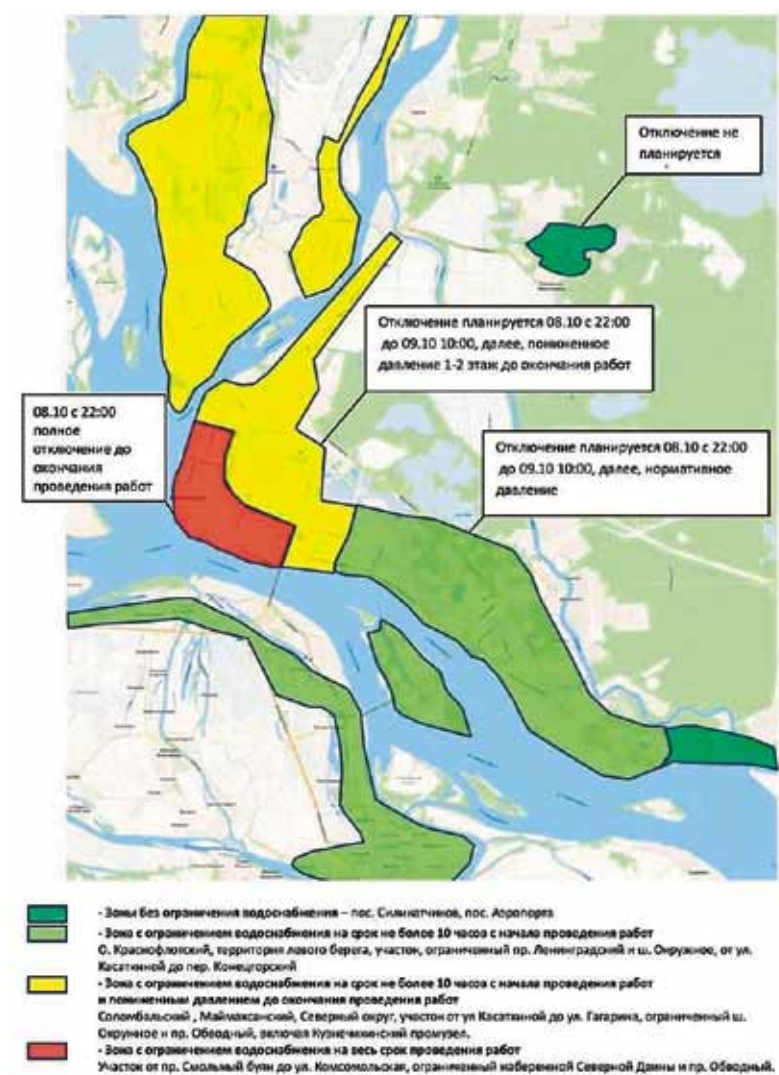 Отключение не
планируется
Отключение планируется 08.10 с 22:00
до 09.10 10:00, далее, пониженное
давление 1-2 этаж до окончания работ
08.10 с 22:00
полное
отключение до
окончания
проведения работ
Отключение планируется 08.10 с 22:00
до 09.10 10:00, далее, нормативное
давление
- Зоны без ограничения водоснабжения – пос. Силикатчиков, пос. Аэропорта
- Зона с ограничением водоснабжения на срок не более 10 часов с начала проведения работ
О. Краснофлотский, территория левого берега, участок, ограниченный пр. Ленинградский и ш. Окружное, от ул.
Касаткиной до пер. Конецгорский
- Зона с ограничением водоснабжения на срок не более 10 часов с начала проведения работ
и пониженным давлением до окончания проведения работ
Соломбальский , Маймаксанский, Северный округ, участок от ул Касаткиной до ул. Гагарина, ограниченный ш.
Окружное и пр. Обводный, включая Кузнечихинский промузел.
- Зона с ограничением водоснабжения на весь срок проведения работ
Участок от пр. Смольный буян до ул. Комсомольская, ограниченный набережной Северной Двины и пр. Обводный.